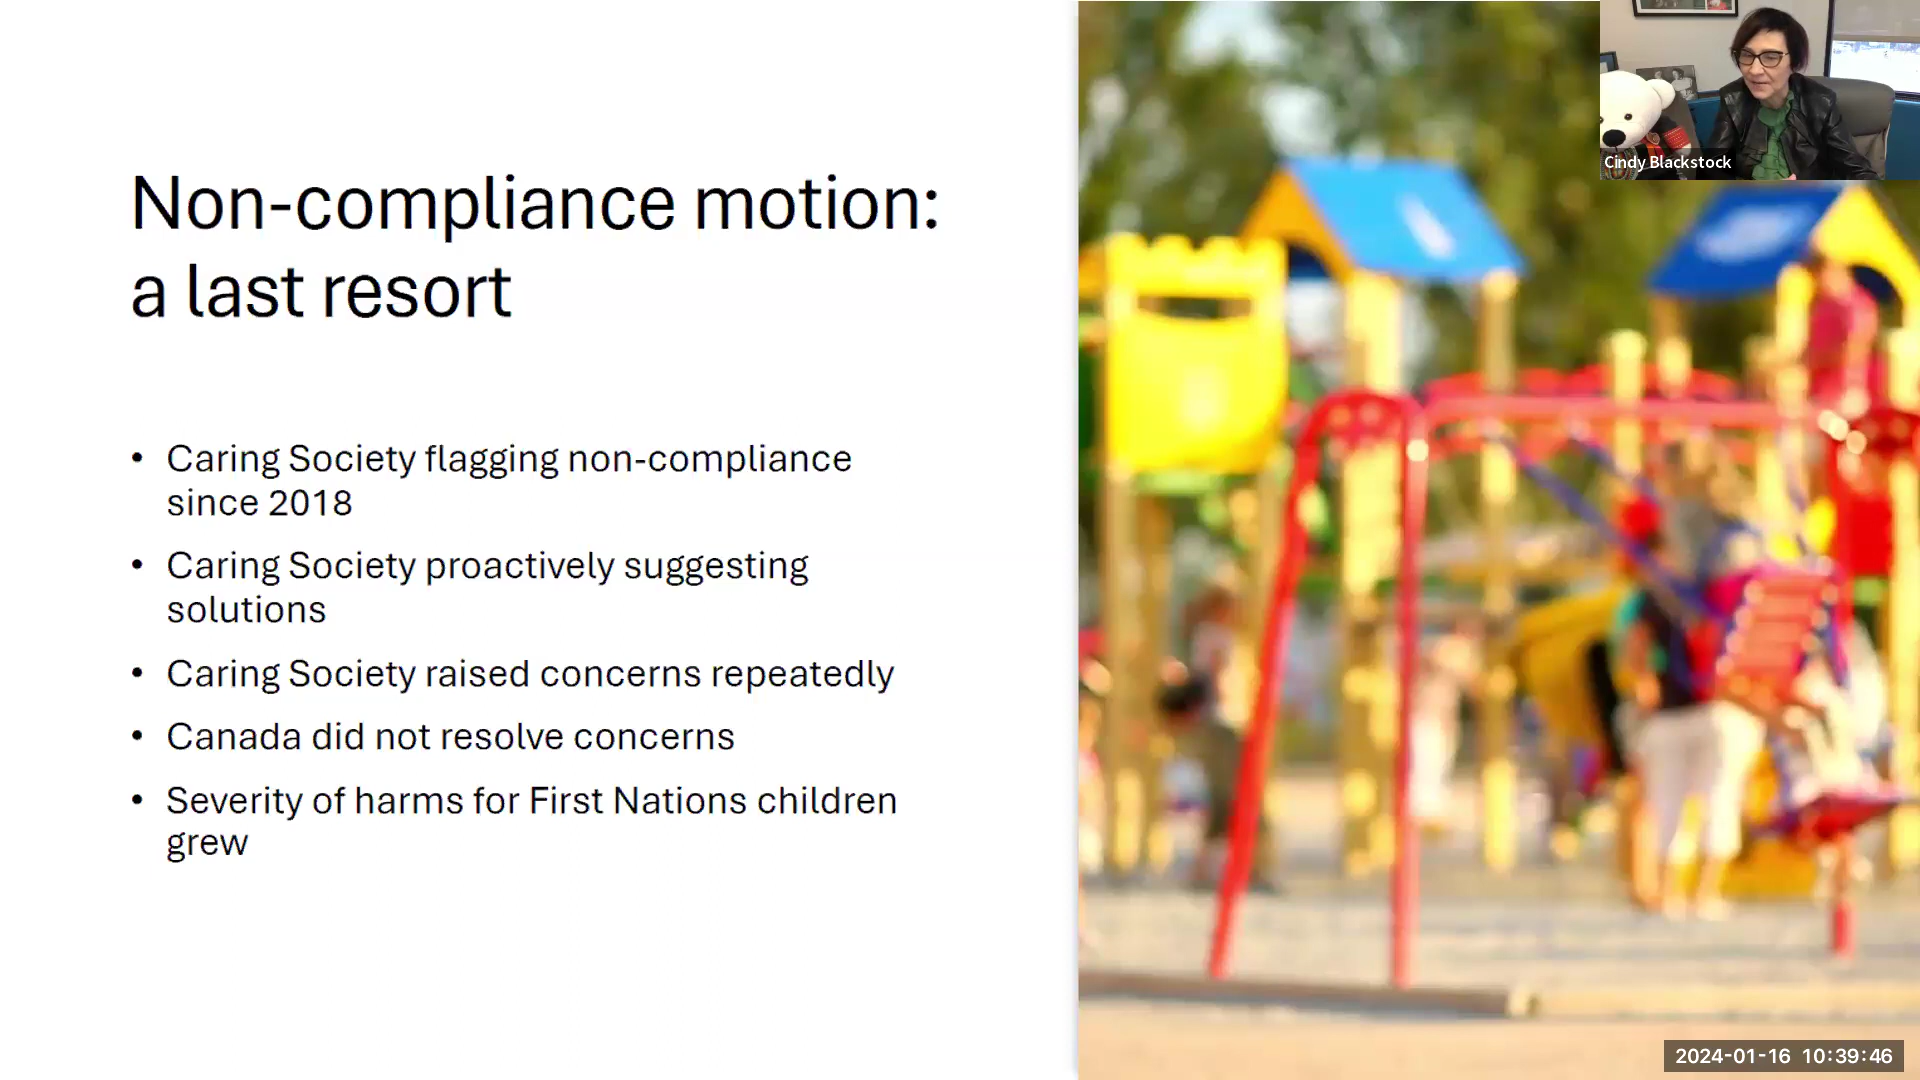 Non-compliance motion:
a last resort
• Caring Society flagging non-compliance
since 2018
• Caring Society proactively suggesting
solutions
• Caring Society raised concerns repeatedly
• Canada did not resolve concerns
• Severity of harms for First Nations children
grew
Cindy Blackstock
2024-01-16 10:39:46